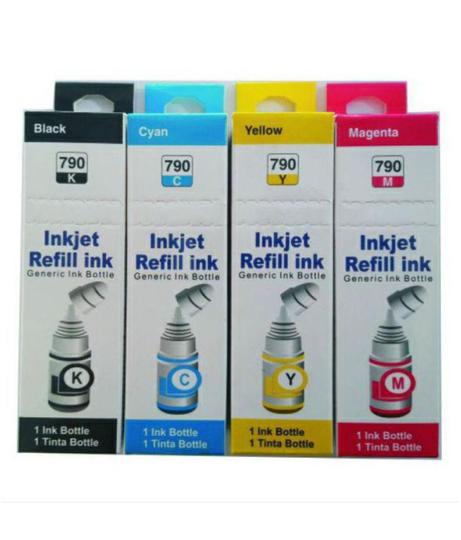 Black
790
K
Inkjet
Refill ink
Generic Ink Bottle
K
1 Ink Bottle
1 Tinta Bottle
Cyan
790
C
Inkjet
Refill ink
Generic Ink Bottle
C
1 Ink Bottle
1 Tinta Bottle
Yellow
790
Y
Inkjet
Refill ink
Generic Ink Bottle
Y
1 Ink Bottle
1 Tinta Bottle
Magenta
790
M
Inkjet
Refill ink
Generic Ink Bottle
M
1 Ink Bottle
1 Tinta Bottle